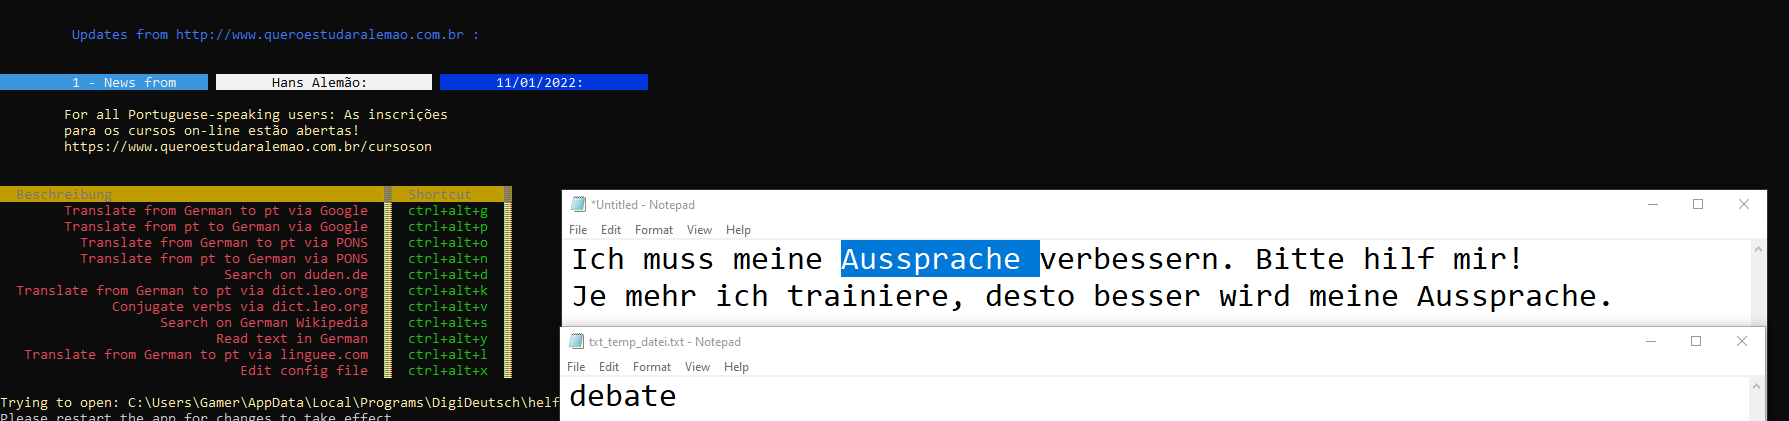 Updates from http://www.queroestudaralemao.com.br :
1 - News from Hans Alemão: 11/01/2022:
For all Portuguese-speaking users: As inscrições
para os cursos on-line estão abertas!
https://www.queroestudaralemao.com.br/cursoson
Beschreibung Shortcut
Translate from German to pt via Google ctrl+alt+g
Translate from pt to German via Google ctrl+alt+p
Translate from German to pt via PONS ctrl+alt+o
Translate from pt to German via PONS ctrl+alt+n
Search on duden.de ctrl+alt+d
Translate from German to pt via dict.leo.org ctrl+alt+k
Conjugate verbs via dict.leo.org ctrl+alt+v
Search on German Wikipedia ctrl+alt+s
Read text in German ctrl+alt+y
Translate from German to pt via linguee.com ctrl+alt+l
Edit config file ctrl+alt+x
Trying to open: C:\Users\Gamer\AppData\Local\Programs\DigiDeutsch\helf
Please restart the app for changes to take effect
*Untitled - Notepad
File Edit Format View Help
Ich muss meine Aussprache verbessern. Bitte hilf mir!
Je mehr ich trainiere, desto besser wird meine Aussprache.
txt_temp_datei.txt - Notepad
File Edit Format View Help
debate